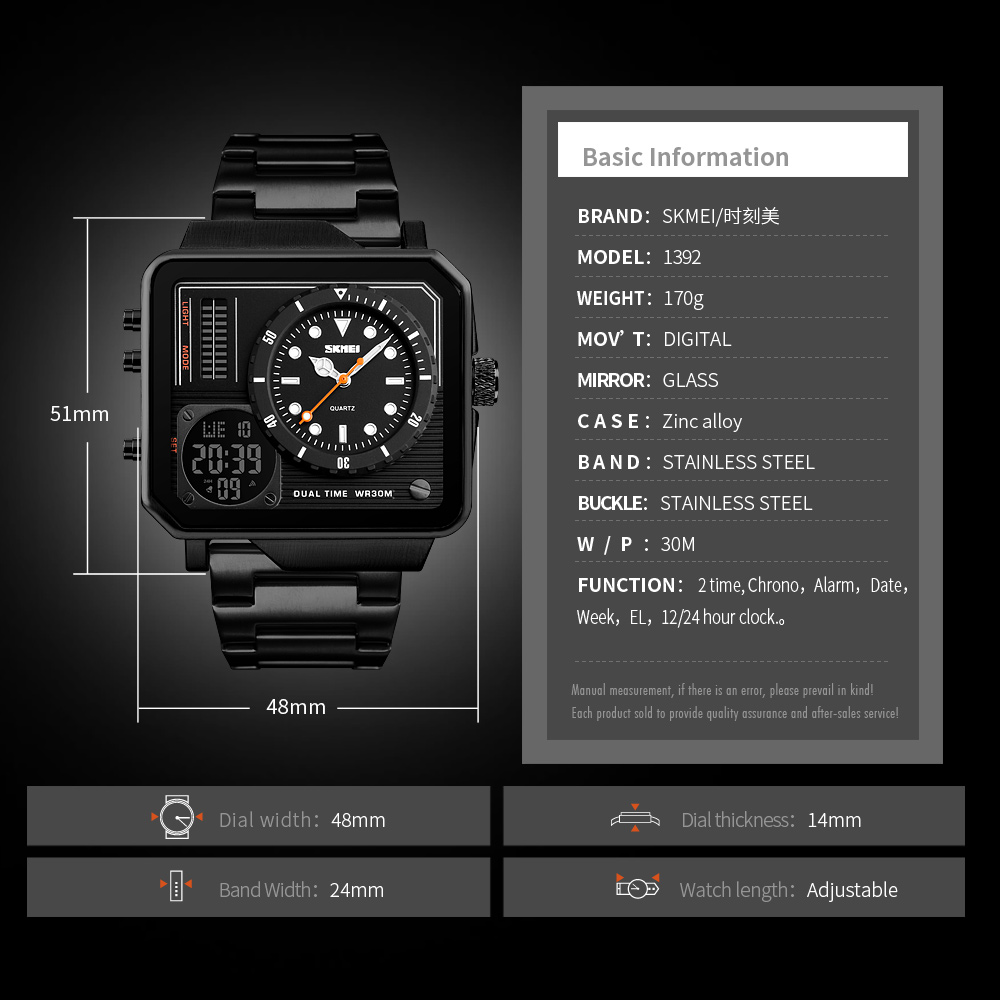 Basic Information
BRAND: SKMEI/时刻美
MODEL: 1392
WEIGHT: 170g
MOV’ T: DIGITAL
MIRROR: GLASS
CASE: Zinc alloy
BAND: STAINLESS STEEL
BUCKLE: STAINLESS STEEL
W / P : 30M
FUNCTION: 2 time, Chrono，Alarm，Date，
Week，EL，12/24 hour clock.。
Manual measurement, if there is an error, please prevail in kind!
Each product sold to provide quality assurance and after-sales service!
51mm
48mm
LIGHT
MODE
SET
50
SKMEI
QUARTZ
40
20
30
WE 10
20:39
24H 09
DUAL TIME WR30M
Dial width: 48mm
Dial thickness: 14mm
Band Width: 24mm
Watch length: Adjustable